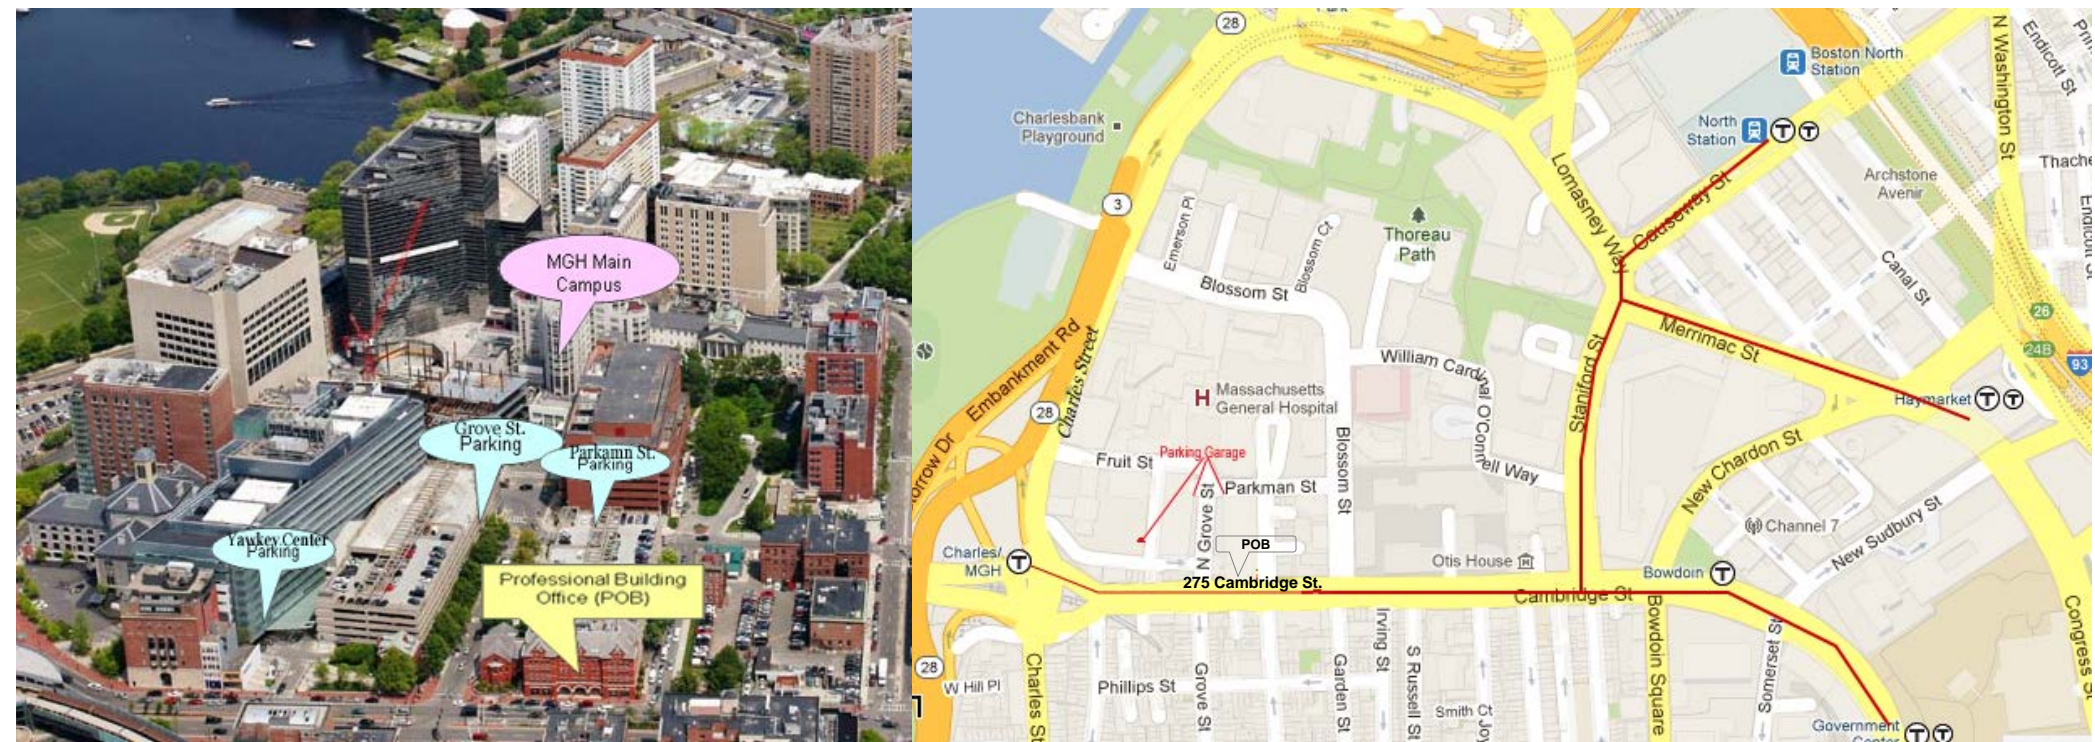 MGH Main
Campus
Grove St.
Parking
Parkamn St.
Parking
Yawkey Center
Parking
Professional Building
Office (POB)
28
Boston North
Station
N Washington St
Endicott St
Charlesbank
Playground
North
Station
T T
Thache
Archstone
Avenir
Lomasney Way
Causeway St
3
Emerson Pl
Blossom Ct
Thoreau
Path
Blossom St
Canal St
Endicott St
26
24B
93
Embankment Rd
Charles Street
Merrimac St
William Cardinal O'Connell Way
Staniford St
H Massachusetts
General Hospital
28
Haymarket T T
New Chardon St
Fruit St
Parking Garage
Blossom St
Parkman St
N Grove St
Channel 7
New Sudbury St
POB
Charles/
MGH T
Otis House
Bowdoin T
275 Cambridge St.
Cambridge St
Congress S
Irving St
Bowdoin Square
Somerset St
28
W Hill Pl
Charles St
Phillips St
Grove St
Garden St
S Russell St
Smith Ct
Joy
Government
Center T T